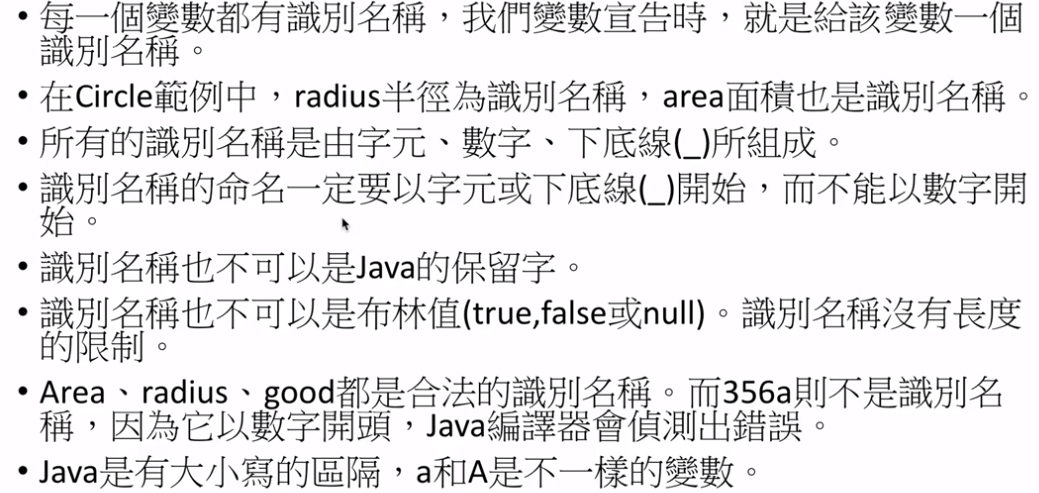 • 每一個變數都有識別名稱，我們變數宣告時，就是給該變數一個
識別名稱。
• 在Circle範例中，radius半徑為識別名稱，area面積也是識別名稱。
• 所有的識別名稱是由字元、數字、下底線(_)所組成。
• 識別名稱的命名一定要以字元或下底線(_)開始，而不能以數字開
始。
• 識別名稱也不可以是Java的保留字。
• 識別名稱也不可以是布林值(true,false或null)。識別名稱沒有長度
的限制。
• Area、radius、good都是合法的識別名稱。而356a則不是識別名
稱，因為它以數字開頭，Java編譯器會偵測出錯誤。
• Java是有大小寫的區隔，a和A是不一樣的變數。